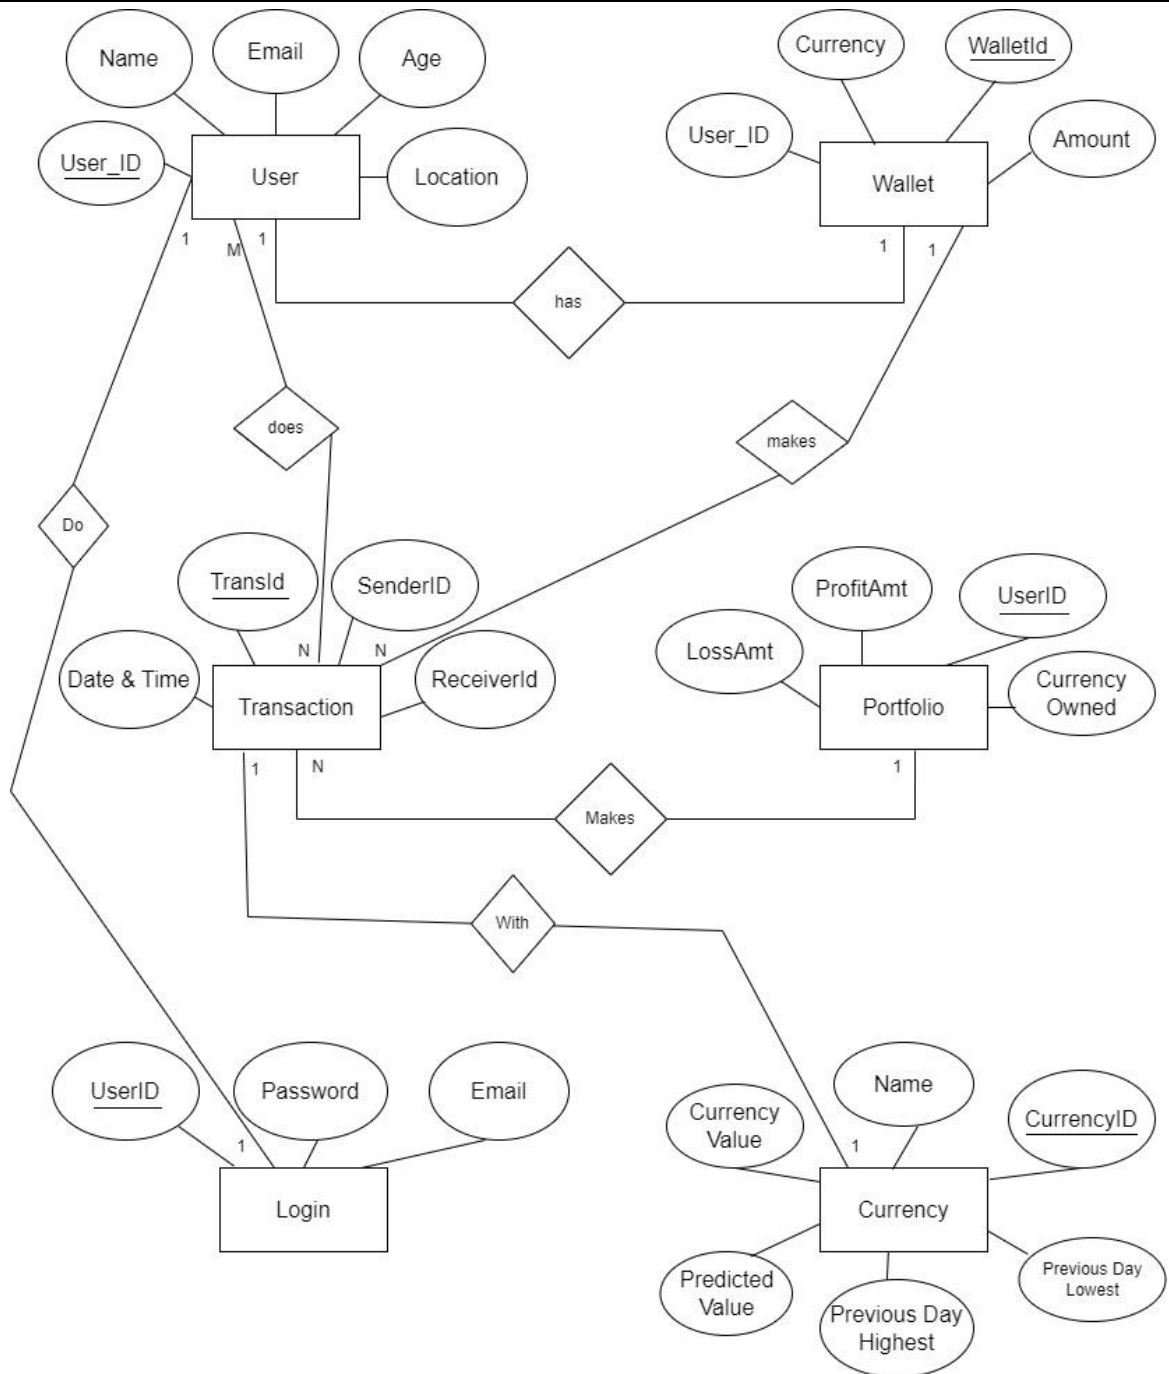 Name
Email
Age
User_ID
User
Location
Currency
WalletId
User_ID
Amount
Wallet
1
M
1
1
1
has
does
makes
Do
TransId
SenderID
Date & Time
ReceiverId
Transaction
N
N
1
N
ProfitAmt
UserID
LossAmt
Currency
Owned
Portfolio
1
Makes
With
UserID
Password
Email
1
Login
Currency
Value
Name
CurrencyID
1
Currency
Predicted
Value
Previous Day
Highest
Previous Day
Lowest